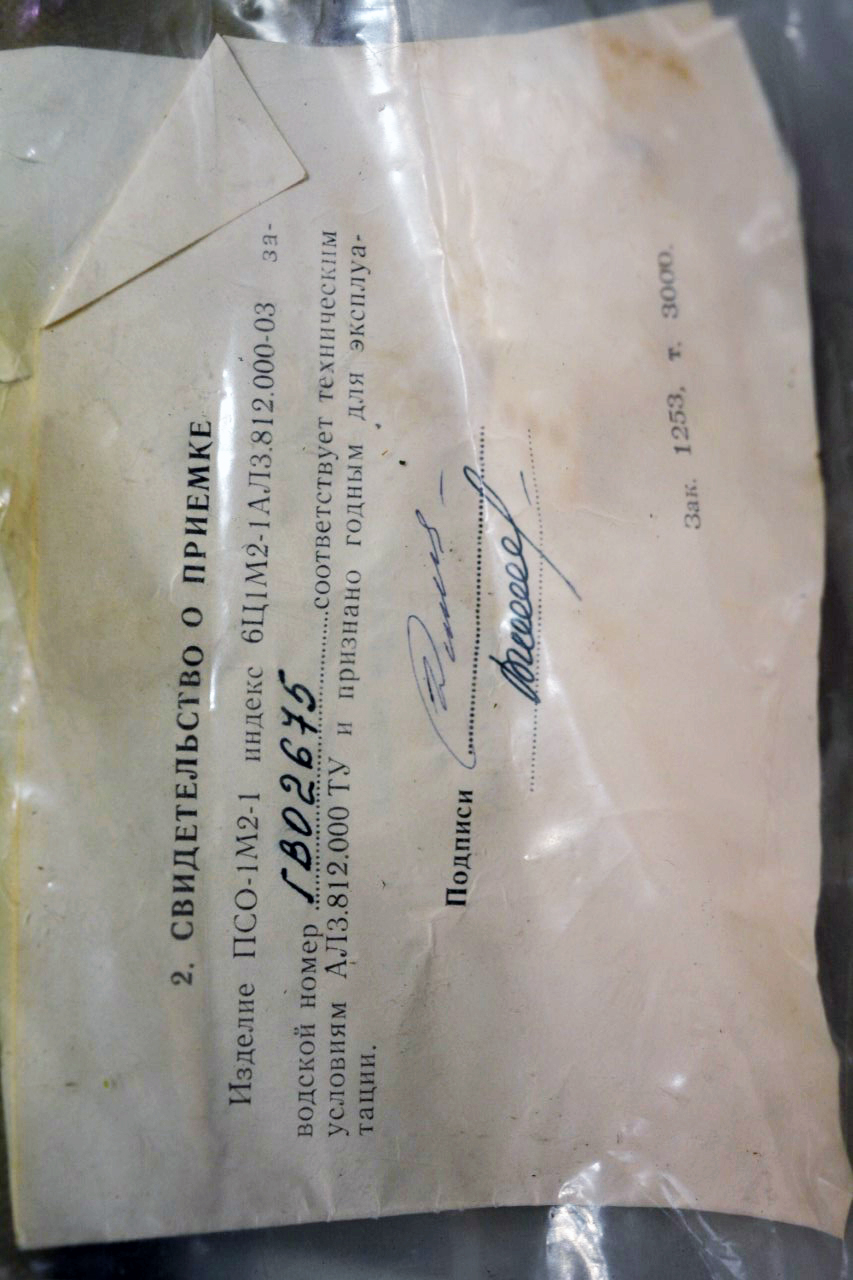 2. СВИДЕТЕЛЬСТВО О ПРИЕМКЕ
Изделие ПСО-1М2-1 индекс 6Ц1М2-1АЛ3.812.000-03 за-
водской номер ГВ02675 соответствует техническим
условиям АЛ3.812.000 ТУ и признано годным для эксплуа-
тации.
Подписи
Зак. 1253, т. 3000.